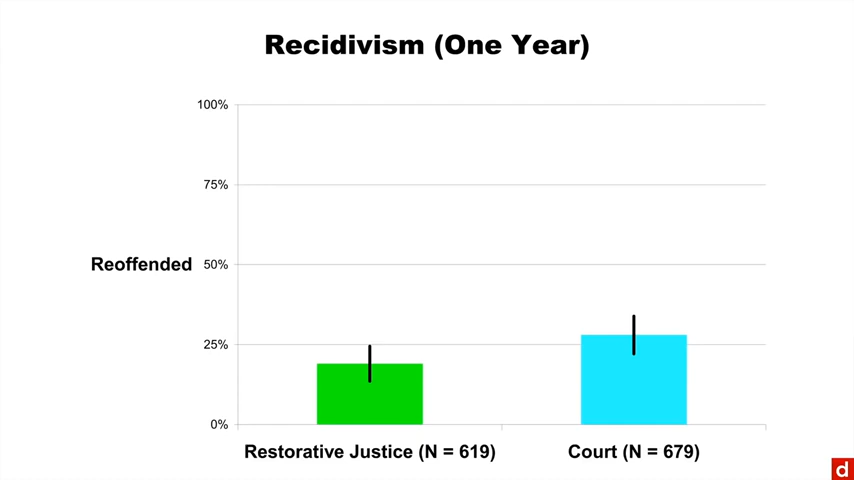 Recidivism (One Year)
100%
75%
Reoffended 50%
25%
0%
Restorative Justice (N = 619) Court (N = 679)
d